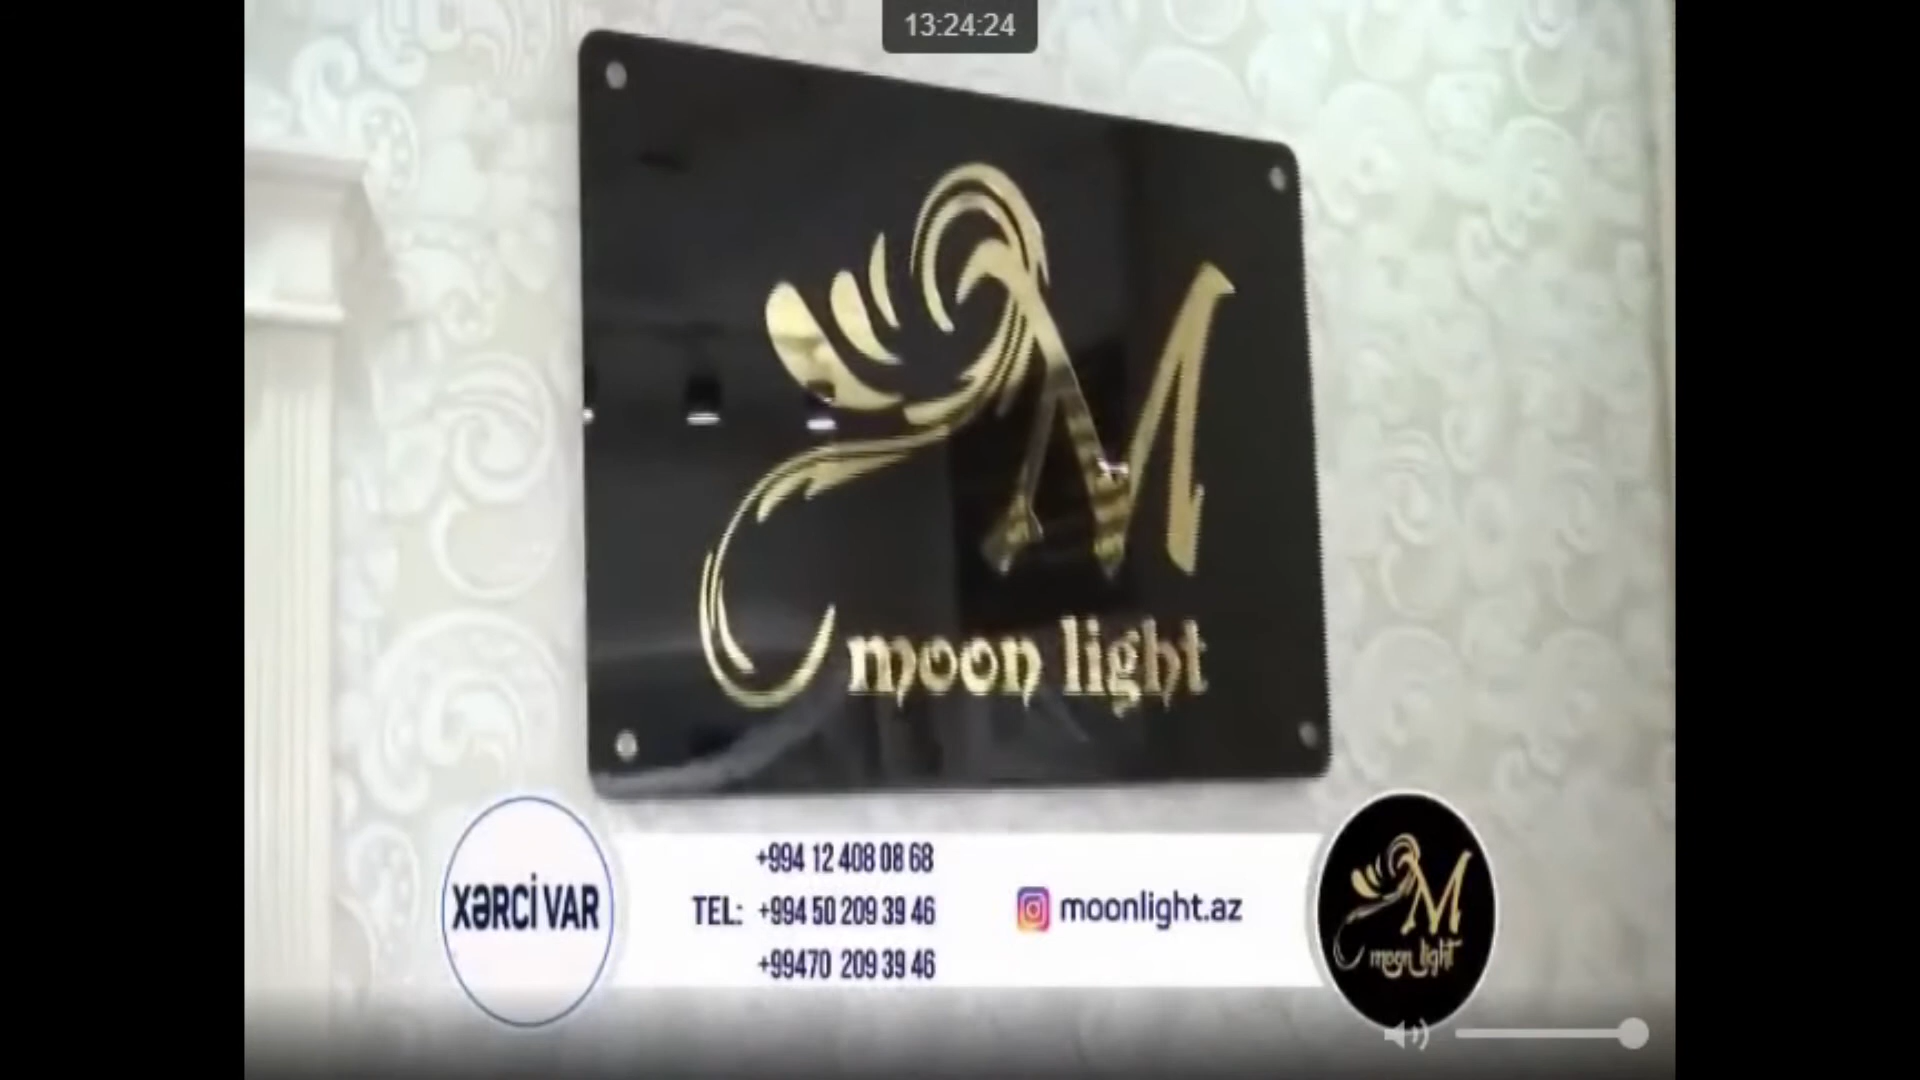 13:24:24
M
moon light
XƏRCİ VAR
+994 12 408 08 68
TEL: +994 50 209 39 46
+99470 209 39 46
moonlight.az
M
moon light